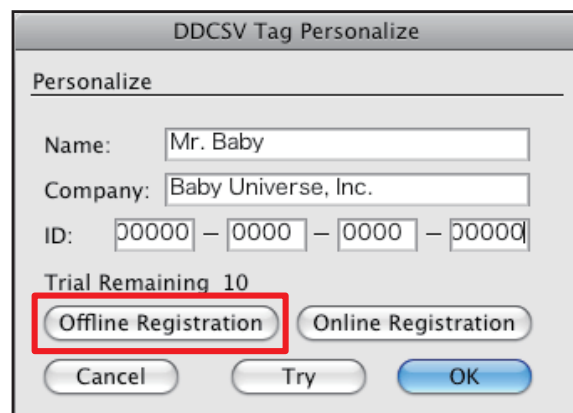 DDCSV Tag Personalize
Personalize
Name: Mr. Baby
Company: Baby Universe, Inc.
ID: 00000 – 0000 – 0000 – 00000
Trial Remaining 10
Offline Registration Online Registration
Cancel Try OK